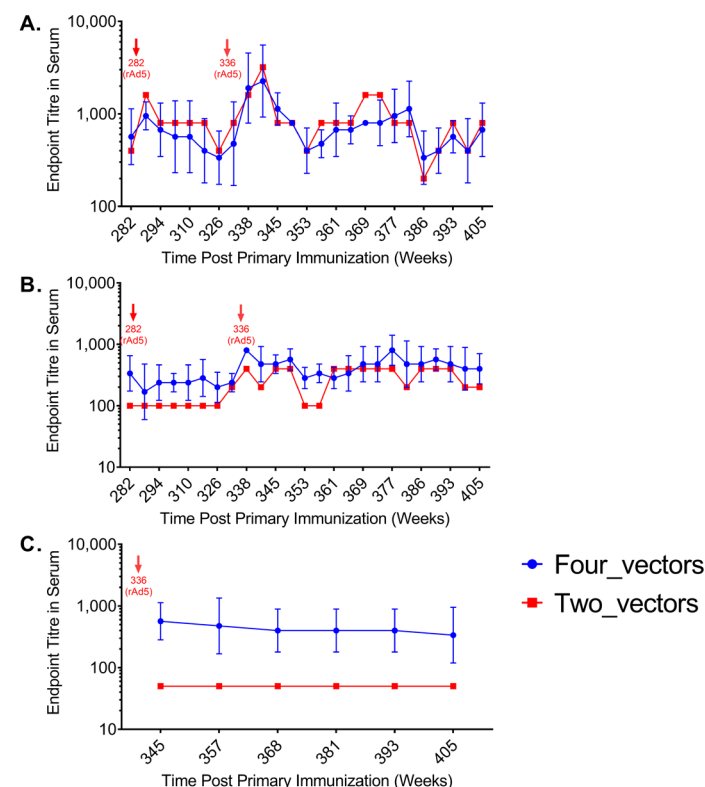 A.
Endpoint Titre in Serum
10,000
1,000
100
282
(rAd5)
336
(rAd5)
282 294 310 326 338 345 353 361 369 377 386 393 405
Time Post Primary Immunization (Weeks)
B.
Endpoint Titre in Serum
10,000
1,000
100
10
282
(rAd5)
336
(rAd5)
282 294 310 326 338 345 353 361 369 377 386 393 405
Time Post Primary Immunization (Weeks)
C.
Endpoint Titre in Serum
10,000
1,000
100
10
336
(rAd5)
345 357 368 381 393 405
Time Post Primary Immunization (Weeks)
Four_vectors
Two_vectors